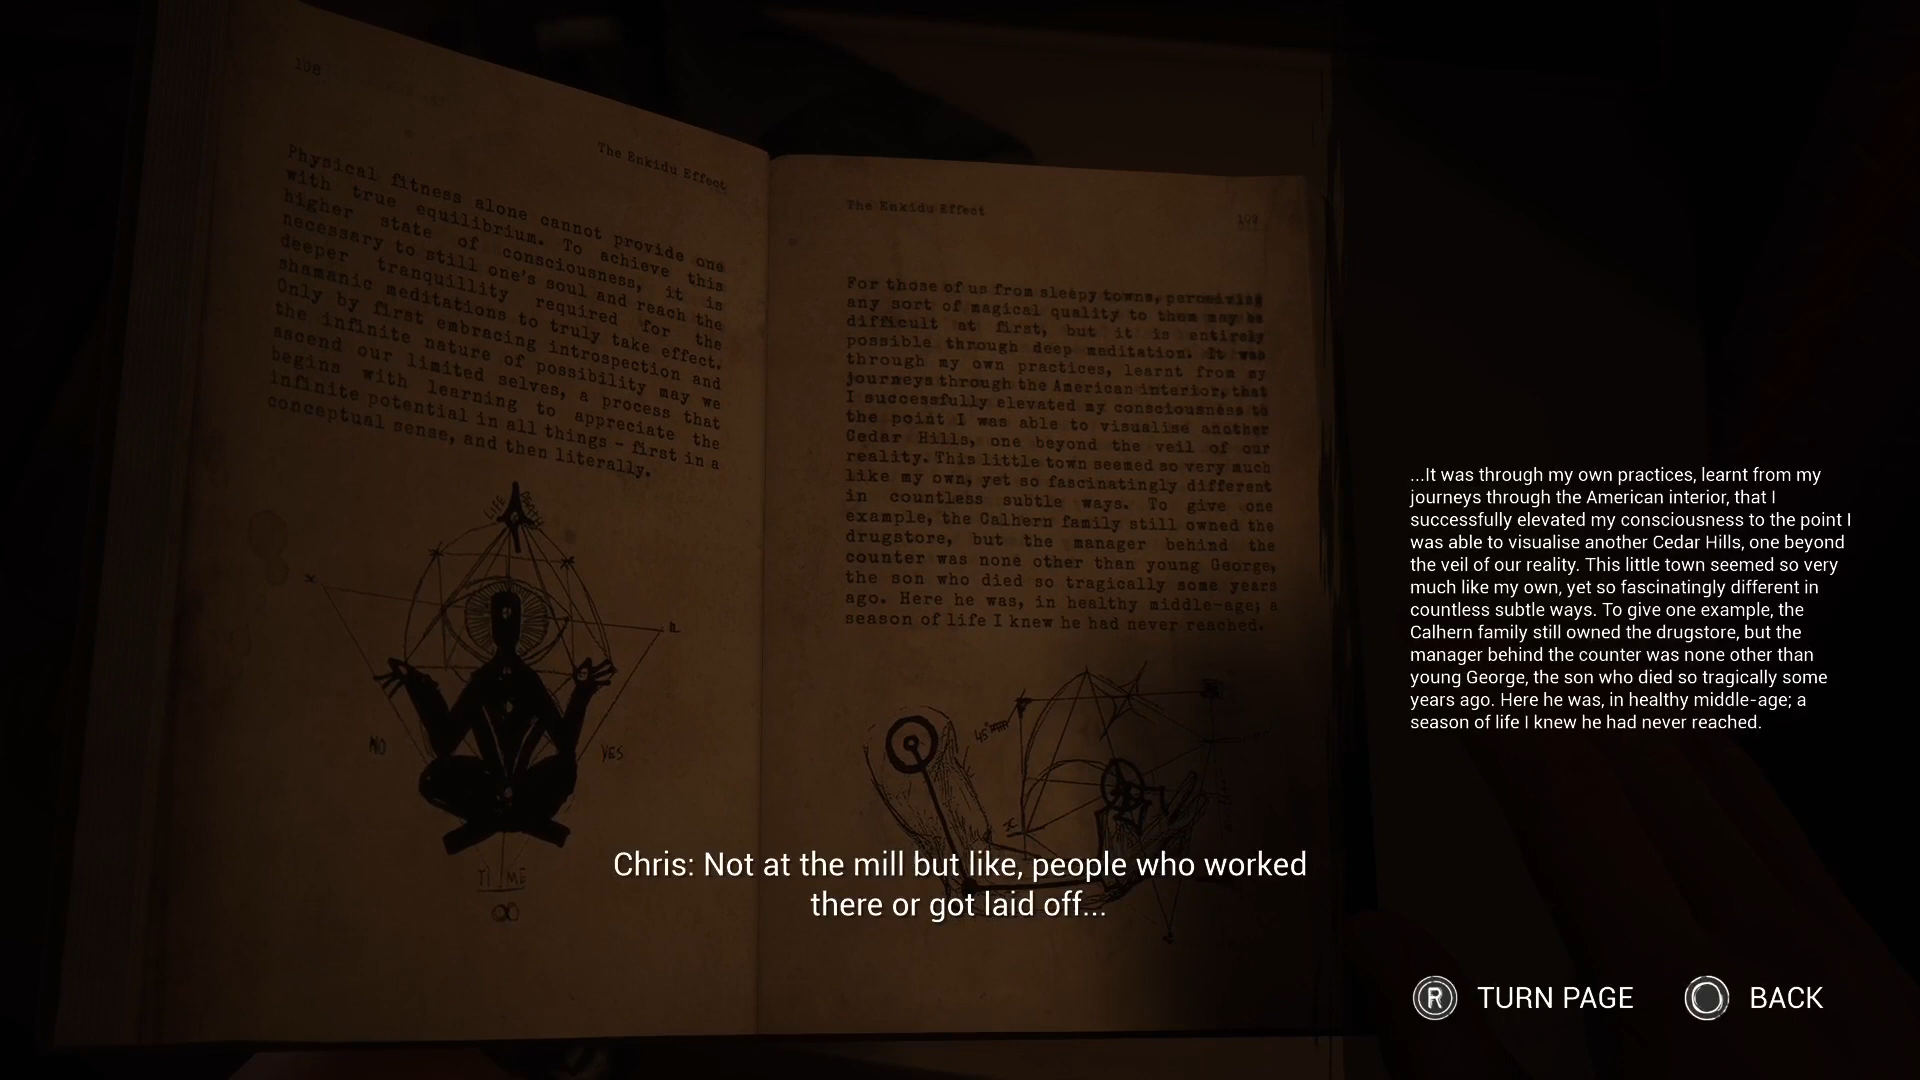 108
The Enkidu Effect
Physical fitness alone cannot provide one
with true equilibrium. To achieve this
higher state of consciousness, it is
necessary to still one's soul and reach the
deeper tranquillity required for the
shamanic meditations to truly take effect.
Only by first embracing introspection and
the infinite nature of possibility may we
ascend our limited selves, a process that
begins with learning to appreciate the
infinite potential in all things - first in a
conceptual sense, and then literally.
LIFE DEATH
NO
YES
TIME
The Enkidu Effect
109
For those of us from sleepy towns, perceiving
any sort of magical quality to them may be
difficult at first, but it is entirely
possible through deep meditation. It was
through my own practices, learnt from my
journeys through the American interior, that
I successfully elevated my consciousness to
the point I was able to visualise another
Cedar Hills, one beyond the veil of our
reality. This little town seemed so very much
like my own, yet so fascinatingly different
in countless subtle ways. To give one
example, the Calhern family still owned the
drugstore, but the manager behind the
counter was none other than young George,
the son who died so tragically some years
ago. Here he was, in healthy middle-age; a
season of life I knew he had never reached.
45°
...It was through my own practices, learnt from my
journeys through the American interior, that I
successfully elevated my consciousness to the point I
was able to visualise another Cedar Hills, one beyond
the veil of our reality. This little town seemed so very
much like my own, yet so fascinatingly different in
countless subtle ways. To give one example, the
Calhern family still owned the drugstore, but the
manager behind the counter was none other than
young George, the son who died so tragically some
years ago. Here he was, in healthy middle-age; a
season of life I knew he had never reached.
Chris: Not at the mill but like, people who worked
there or got laid off...
R TURN PAGE
BACK